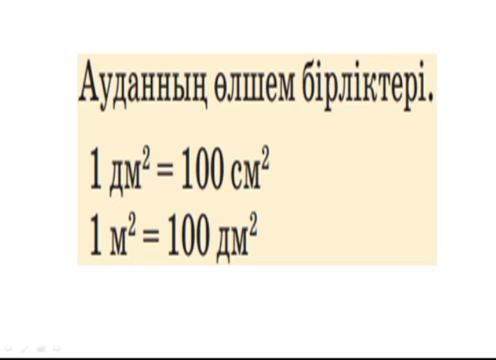 Ауданның өлшем бірліктері.
1 дм² = 100 см²
1 м² = 100 дм²